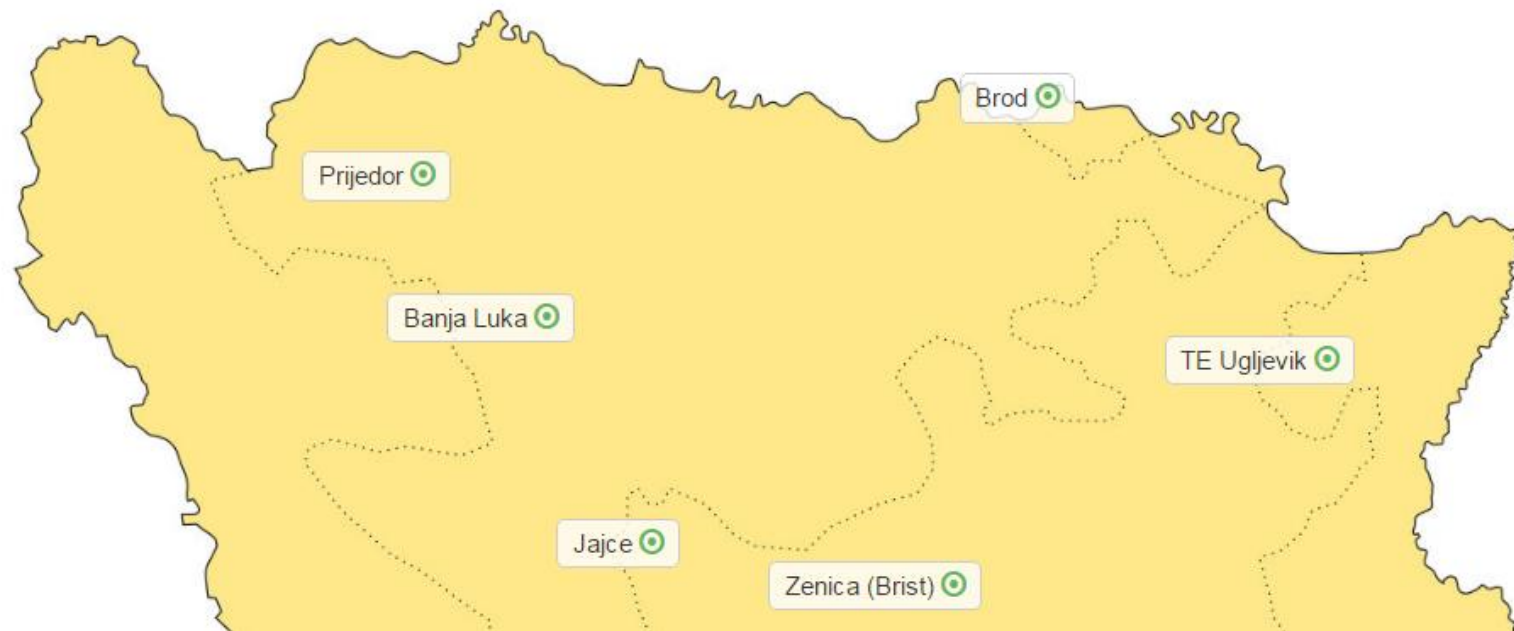 Brod
Prijedor
Banja Luka
TE Ugljevik
Jajce
Zenica (Brist)